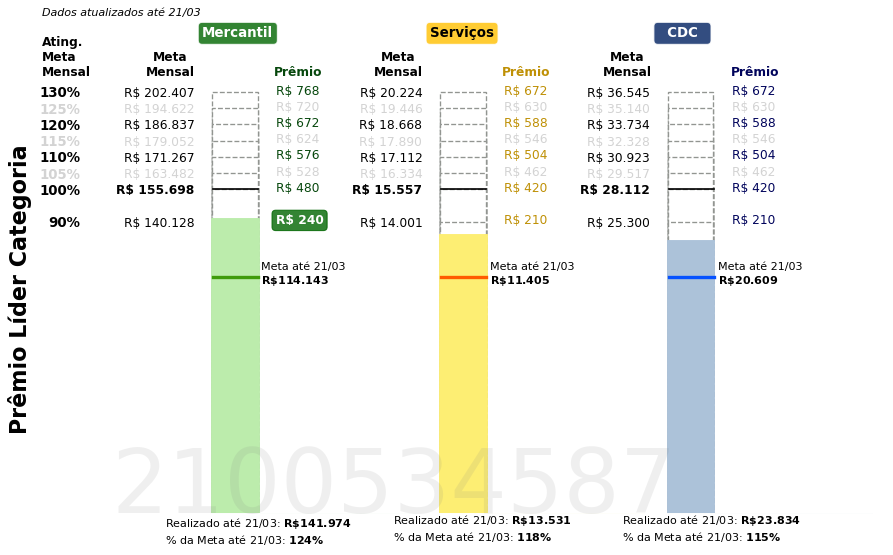 Dados atualizados até 21/03
Mercantil
Serviços
CDC
Ating.
Meta
Mensal
Meta
Mensal
Prêmio
Meta
Mensal
Prêmio
Meta
Mensal
Prêmio
130% R$ 202.407 R$ 768 R$ 20.224 R$ 672 R$ 36.545 R$ 672
125% R$ 194.622 R$ 720 R$ 19.446 R$ 630 R$ 35.140 R$ 630
120% R$ 186.837 R$ 672 R$ 18.668 R$ 588 R$ 33.734 R$ 588
115% R$ 179.052 R$ 624 R$ 17.890 R$ 546 R$ 32.328 R$ 546
110% R$ 171.267 R$ 576 R$ 17.112 R$ 504 R$ 30.923 R$ 504
105% R$ 163.482 R$ 528 R$ 16.334 R$ 462 R$ 29.517 R$ 462
100% R$ 155.698 R$ 480 R$ 15.557 R$ 420 R$ 28.112 R$ 420
90% R$ 140.128 R$ 240 R$ 14.001 R$ 210 R$ 25.300 R$ 210
Meta até 21/03
R$114.143
Meta até 21/03
R$11.405
Meta até 21/03
R$20.609
Prêmio Líder Categoria
2100534587
Realizado até 21/03: R$141.974
% da Meta até 21/03: 124%
Realizado até 21/03: R$13.531
% da Meta até 21/03: 118%
Realizado até 21/03: R$23.834
% da Meta até 21/03: 115%